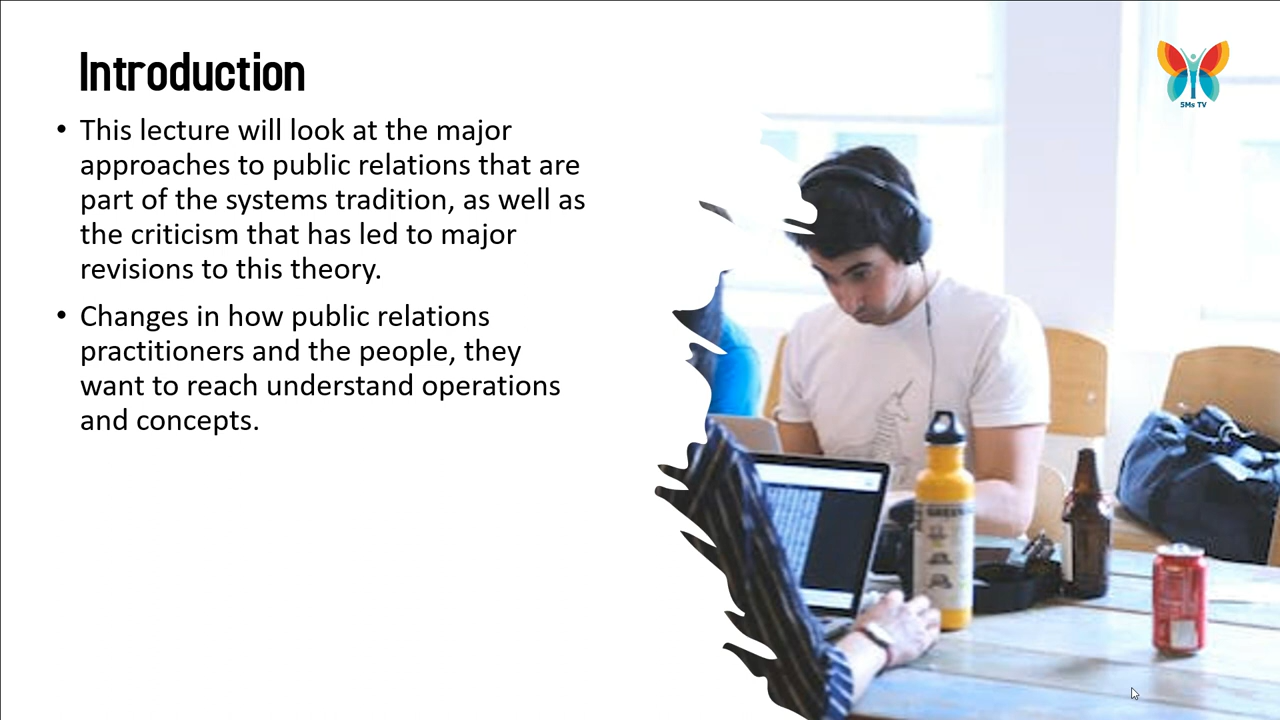 Introduction
5Ms TV
• This lecture will look at the major
approaches to public relations that are
part of the systems tradition, as well as
the criticism that has led to major
revisions to this theory.
• Changes in how public relations
practitioners and the people, they
want to reach understand operations
and concepts.